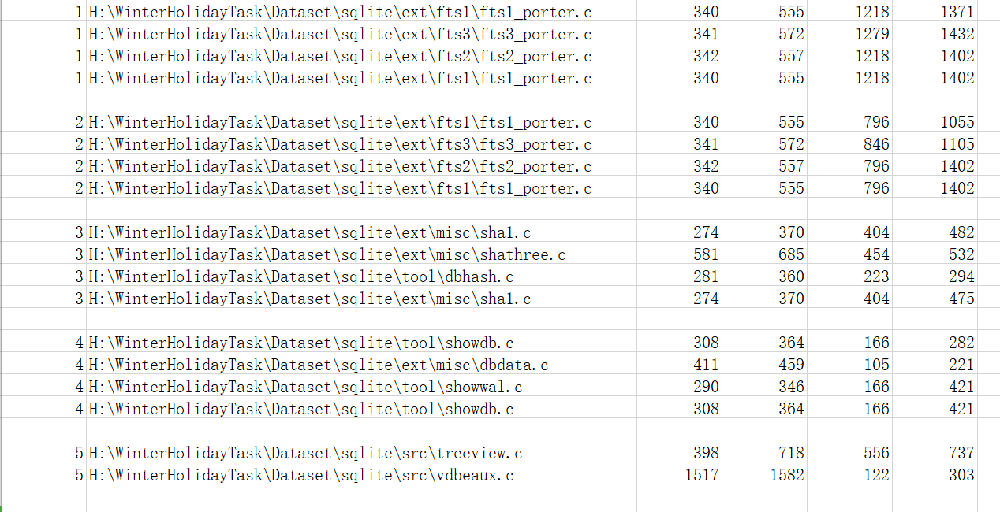 1 H:\WinterHolidayTask\Dataset\sqlite\ext\fts1\fts1_porter.c 340 555 1218 1371
1 H:\WinterHolidayTask\Dataset\sqlite\ext\fts3\fts3_porter.c 341 572 1279 1432
1 H:\WinterHolidayTask\Dataset\sqlite\ext\fts2\fts2_porter.c 342 557 1218 1402
1 H:\WinterHolidayTask\Dataset\sqlite\ext\fts1\fts1_porter.c 340 555 1218 1402
2 H:\WinterHolidayTask\Dataset\sqlite\ext\fts1\fts1_porter.c 340 555 796 1055
2 H:\WinterHolidayTask\Dataset\sqlite\ext\fts3\fts3_porter.c 341 572 846 1105
2 H:\WinterHolidayTask\Dataset\sqlite\ext\fts2\fts2_porter.c 342 557 796 1402
2 H:\WinterHolidayTask\Dataset\sqlite\ext\fts1\fts1_porter.c 340 555 796 1402
3 H:\WinterHolidayTask\Dataset\sqlite\ext\misc\sha1.c 274 370 404 482
3 H:\WinterHolidayTask\Dataset\sqlite\ext\misc\shathree.c 581 685 454 532
3 H:\WinterHolidayTask\Dataset\sqlite\tool\dbhash.c 281 360 223 294
3 H:\WinterHolidayTask\Dataset\sqlite\ext\misc\sha1.c 274 370 404 475
4 H:\WinterHolidayTask\Dataset\sqlite\tool\showdb.c 308 364 166 282
4 H:\WinterHolidayTask\Dataset\sqlite\ext\misc\dbdata.c 411 459 105 221
4 H:\WinterHolidayTask\Dataset\sqlite\tool\showwal.c 290 346 166 421
4 H:\WinterHolidayTask\Dataset\sqlite\tool\showdb.c 308 364 166 421
5 H:\WinterHolidayTask\Dataset\sqlite\src\treeview.c 398 718 556 737
5 H:\WinterHolidayTask\Dataset\sqlite\src\vdbeaux.c 1517 1582 122 303